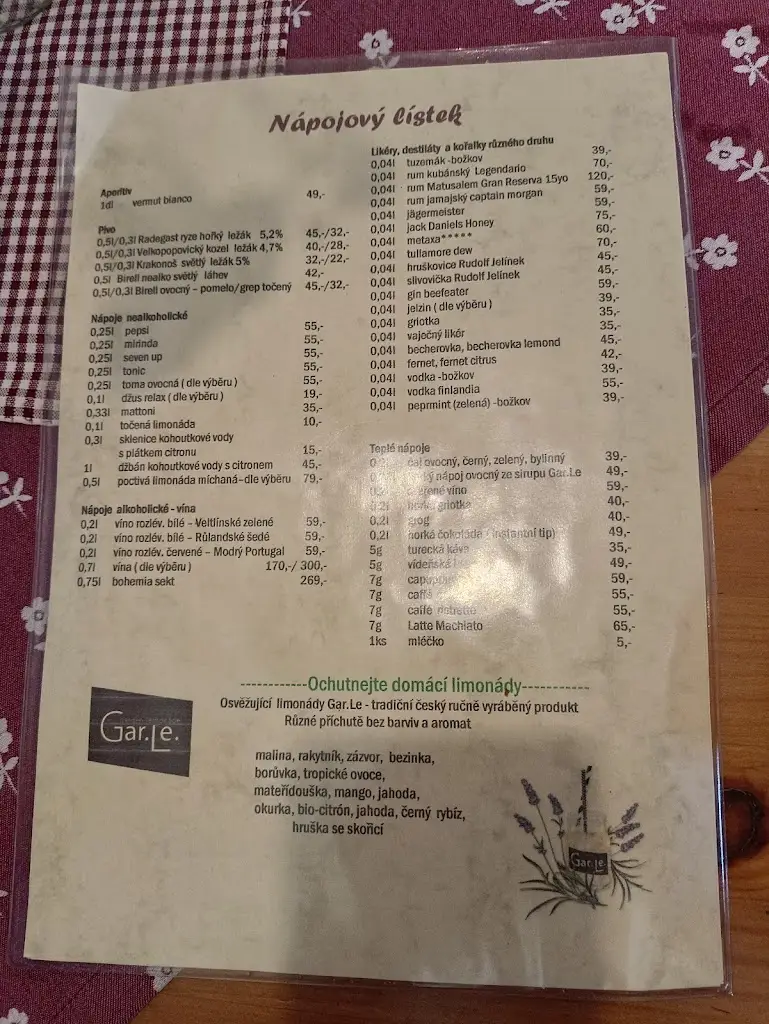 Nápojový lístek
Aperitiv
1dl vermut bianco 49,-
Pivo
0,5l/0,3l Radegast ryze hořký ležák 5,2% 45,-/32,-
0,5l/0,3l Velkopopovický kozel ležák 4,7% 40,-/28,-
0,5l/0,3l Krakonoš světlý ležák 5% 32,-/22,-
0,5l Birell nealko světlý láhev 42,-
0,5l/0,3l Birell ovocný – pomelo/grep točený 45,-/32,-
Nápoje nealkoholické
0,25l pepsi 55,-
0,25l mirinda 55,-
0,25l seven up 55,-
0,25l tonic 55,-
0,25l toma ovocná ( dle výběru ) 55,-
0,1l džus relax ( dle výběru ) 19,-
0,33l mattoni 35,-
0,1l točená limonáda 10,-
0,3l sklenice kohoutkové vody
s plátkem citronu 15,-
1l džbán kohoutkové vody s citronem 45,-
0,5l poctivá limonáda míchaná–dle výběru 79,-
Nápoje alkoholické - vína
0,2l víno rozlév. bílé – Veltlínské zelené 59,-
0,2l víno rozlév. bílé – Růlandské šedé 59,-
0,2l víno rozlév. červené – Modrý Portugal 59,-
0,7l vína ( dle výběru ) 170,-/ 300,-
0,75l bohemia sekt 269,-
Likéry, destiláty a kořalky různého druhu
0,04l tuzemák -božkov 39,-
0,04l rum kubánský Legendario 70,-
0,04l rum Matusalem Gran Reserva 15yo 120,-
0,04l rum jamajský captain morgan 59,-
0,04l jägermeister 59,-
0,04l jack Daniels Honey 75,-
0,04l metaxa***** 60,-
0,04l tullamore dew 70,-
0,04l hruškovice Rudolf Jelínek 45,-
0,04l slivovička Rudolf Jelínek 45,-
0,04l gin beefeater 59,-
0,04l jelzin ( dle výběru ) 39,-
0,04l griotka 35,-
0,04l vaječný likér 35,-
0,04l becherovka, becherovka lemond 45,-
0,04l fernet, fernet citrus 42,-
0,04l vodka -božkov 39,-
0,04l vodka finlandia 55,-
0,04l peprmint (zelená) -božkov 39,-
Teplé nápoje
čaj ovocný, černý, zelený, bylinný 39,-
nápoj ovocný ze sirupu Gar.Le 49,-
víno 59,-
0,2l griotka 40,-
0,2l grog 40,-
0,2l horká čokoláda ( instantní tip) 49,-
5g turecká káva 35,-
5g vídeňská 49,-
7g 59,-
7g caffé 55,-
7g caffé 55,-
7g Latte Machiato 65,-
1ks mléčko 5,-
------------Ochutnejte domácí limonády------------
Osvěžující limonády Gar.Le - tradiční český ručně vyráběný produkt
Různé příchutě bez barviv a aromat
Gar.Le.
malina, rakytník, zázvor, bezinka,
borůvka, tropické ovoce,
mateřídouška, mango, jahoda,
okurka, bio-citrón, jahoda, černý rybíz,
hruška se skořicí
Gar.Le.